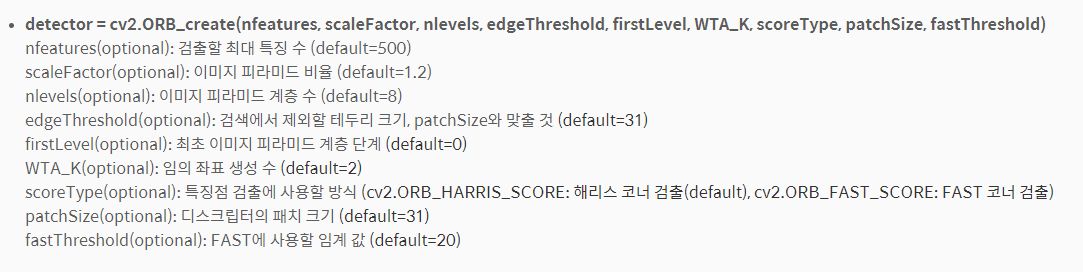 • detector = cv2.ORB_create(nfeatures, scaleFactor, nlevels, edgeThreshold, firstLevel, WTA_K, scoreType, patchSize, fastThreshold)
nfeatures(optional): 검출할 최대 특징 수 (default=500)
scaleFactor(optional): 이미지 피라미드 비율 (default=1.2)
nlevels(optional): 이미지 피라미드 계층 수 (default=8)
edgeThreshold(optional): 검색에서 제외할 테두리 크기, patchSize와 맞출 것 (default=31)
firstLevel(optional): 최초 이미지 피라미드 계층 단계 (default=0)
WTA_K(optional): 임의 좌표 생성 수 (default=2)
scoreType(optional): 특징점 검출에 사용할 방식 (cv2.ORB_HARRIS_SCORE: 해리스 코너 검출(default), cv2.ORB_FAST_SCORE: FAST 코너 검출)
patchSize(optional): 디스크립터의 패치 크기 (default=31)
fastThreshold(optional): FAST에 사용할 임계 값 (default=20)